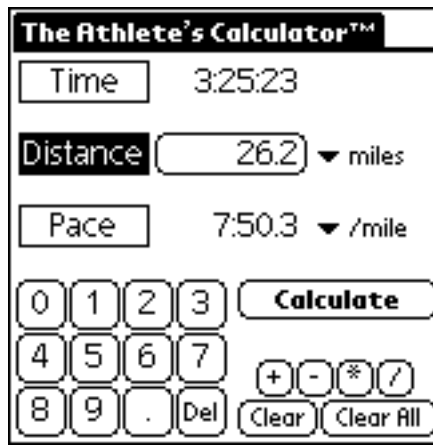 The Athlete's Calculator™
Time 3:25:23
Distance 26.2 miles
Pace 7:50.3 /mile
0 1 2 3 Calculate
4 5 6 7 + - * /
8 9 . Del Clear Clear All